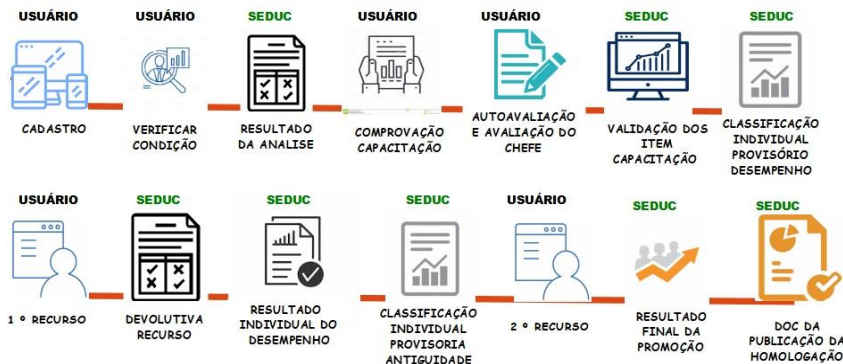 USUÁRIO USUÁRIO SEDUC USUÁRIO USUÁRIO SEDUC SEDUC
CADASTRO
VERIFICAR
CONDIÇÃO
RESULTADO
DA ANALISE
COMPROVAÇÃO
CAPACITAÇÃO
AUTOAVALIAÇÃO
E AVALIAÇÃO DO
CHEFE
VALIDAÇÃO DOS
ITEM
CAPACITAÇÃO
CLASSIFICAÇÃO
INDIVIDUAL
PROVISÓRIO
DESEMPENHO
USUÁRIO SEDUC SEDUC SEDUC USUÁRIO SEDUC SEDUC
1 º RECURSO
DEVOLUTIVA
RECURSO
RESULTADO
INDIVIDUAL DO
DESEMPENHO
CLASSIFICAÇÃO
INDIVIDUAL
PROVISORIA
ANTIGUIDADE
2 º RECURSO
RESULTADO
FINAL DA
PROMOÇÃO
DOC DA
PUBLICAÇÃO DA
HOMOLOGAÇÃO